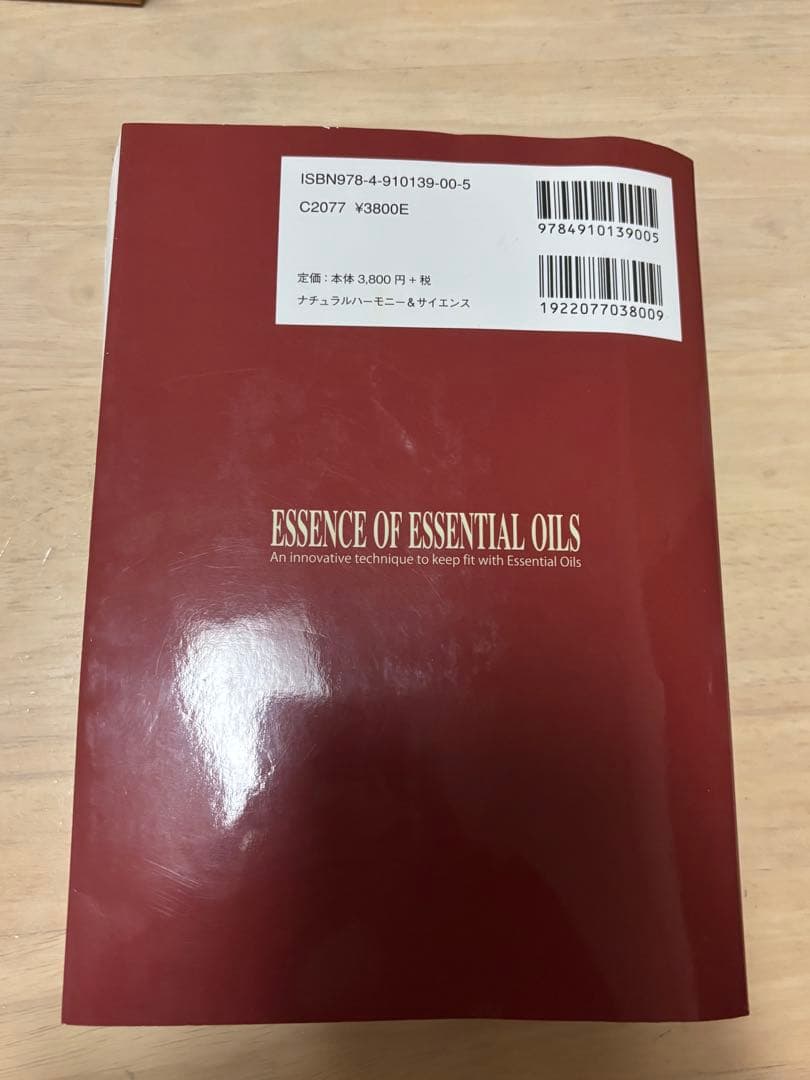 ISBN978-4-910139-00-5
C2077 ¥3800E
9784910139005
定価：本体 3,800 円＋税
ナチュラルハーモニー＆サイエンス
1922077038009
ESSENCE OF ESSENTIAL OILS
An innovative technique to keep fit with Essential Oils